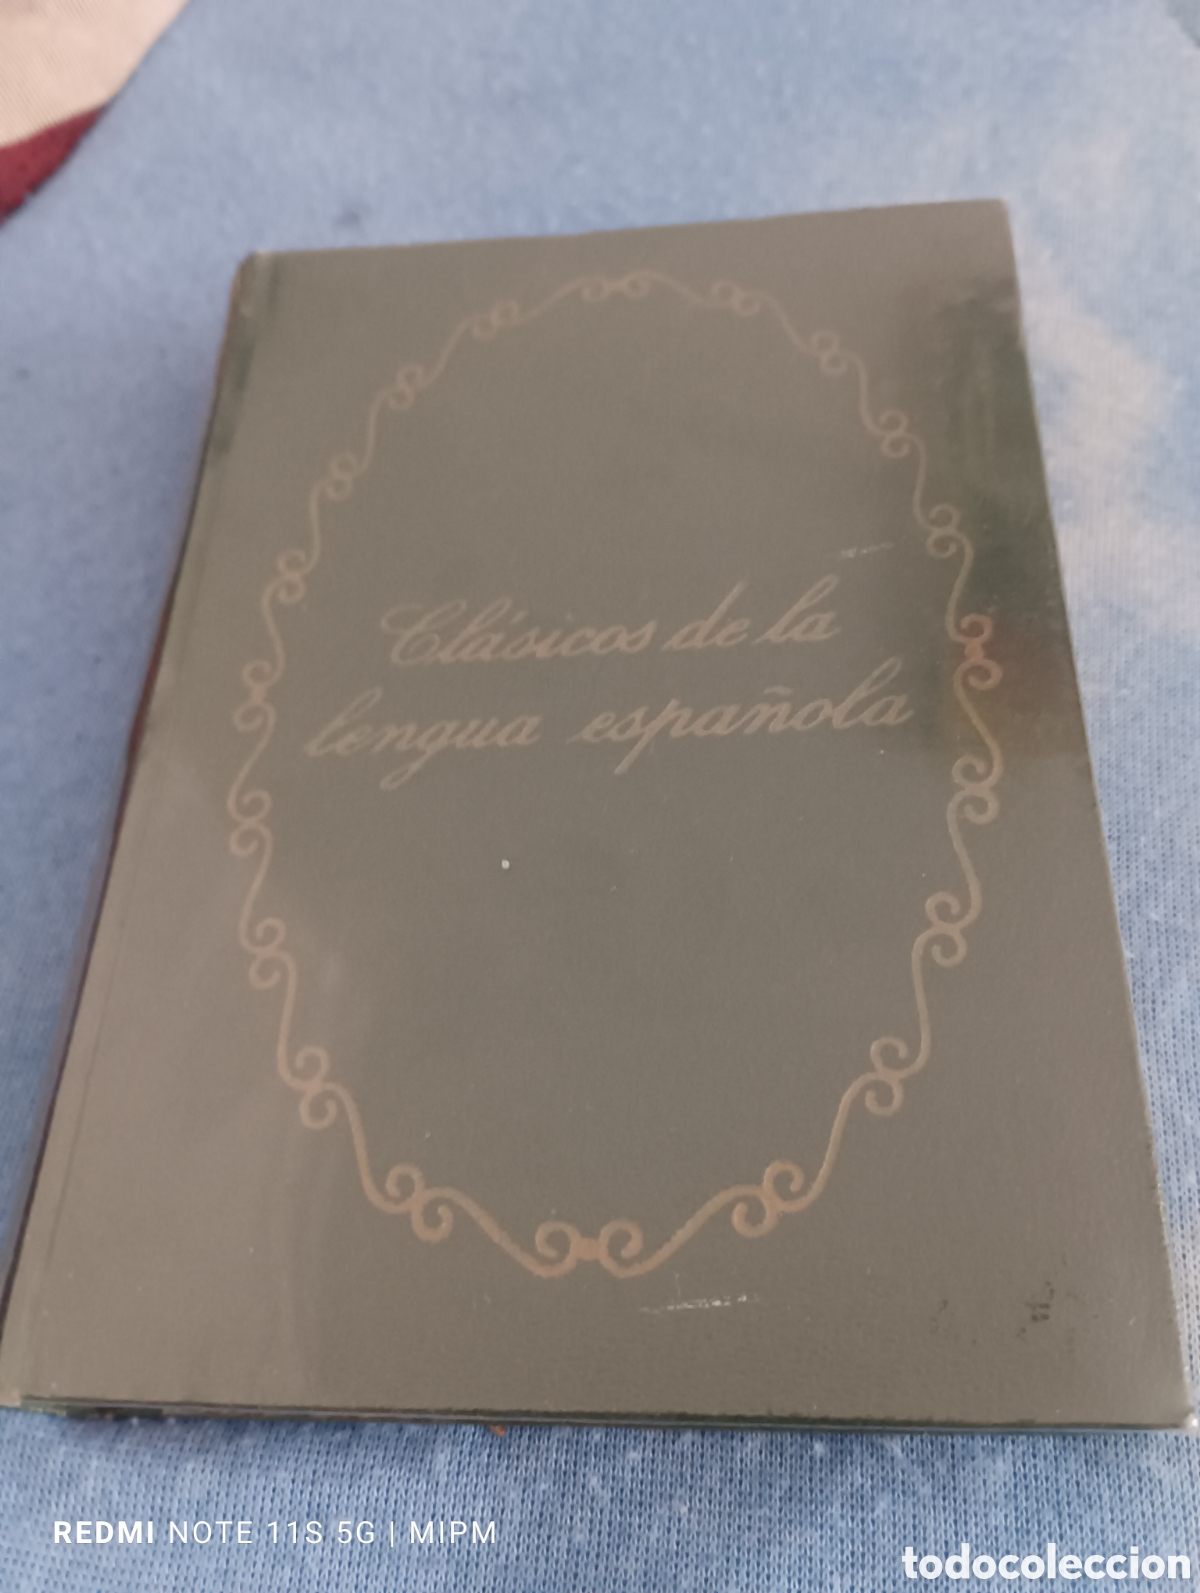 Clásicos de la
lengua española
REDMI NOTE 11S 5G | MIPM
todocoleccion